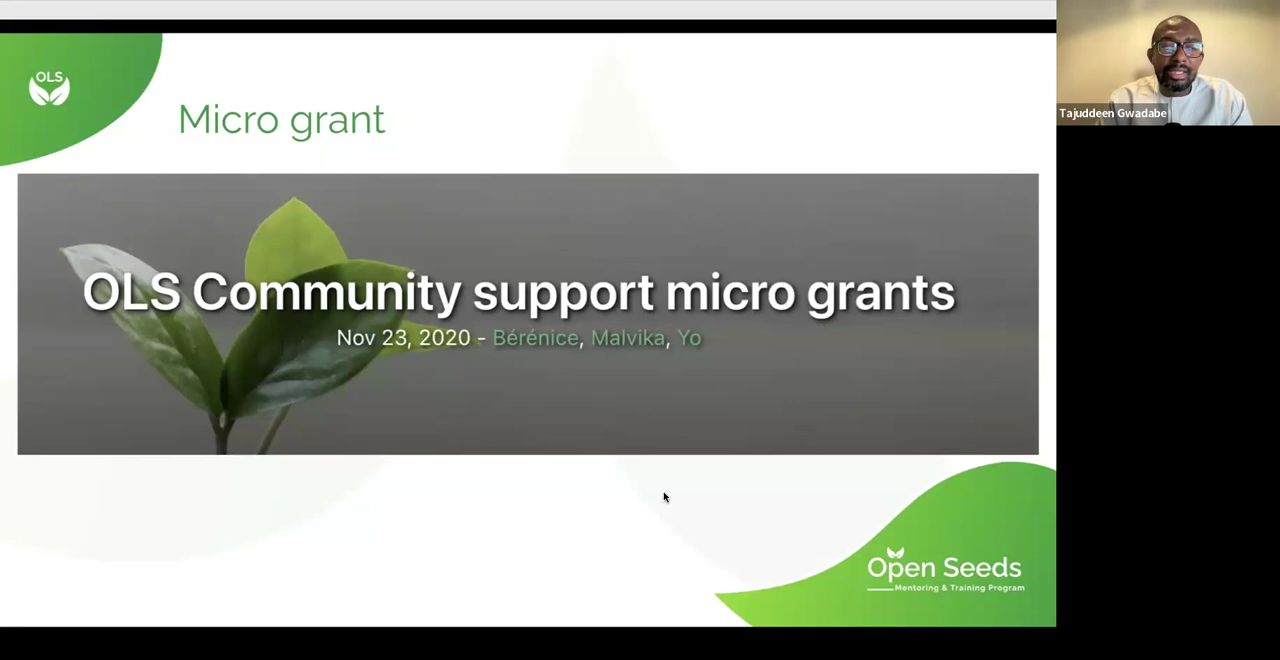 OLS
Micro grant
OLS Community support micro grants
Nov 23, 2020 - Bérénice, Malvika, Yo
Open Seeds
Mentoring & Training Program
Tajuddeen Gwadabe